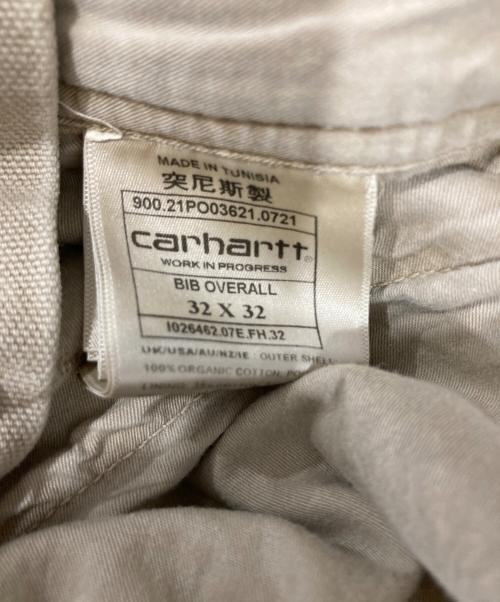 MADE IN TUNISIA
突尼斯製
900.21PO03621.0721
carhartt
WORK IN PROGRESS
BIB OVERALL
32 X 32
I026462.07E.FH.32
UK/USA/AU/NZ/IE : OUTER SHELL
100% ORGANIC COTTON,